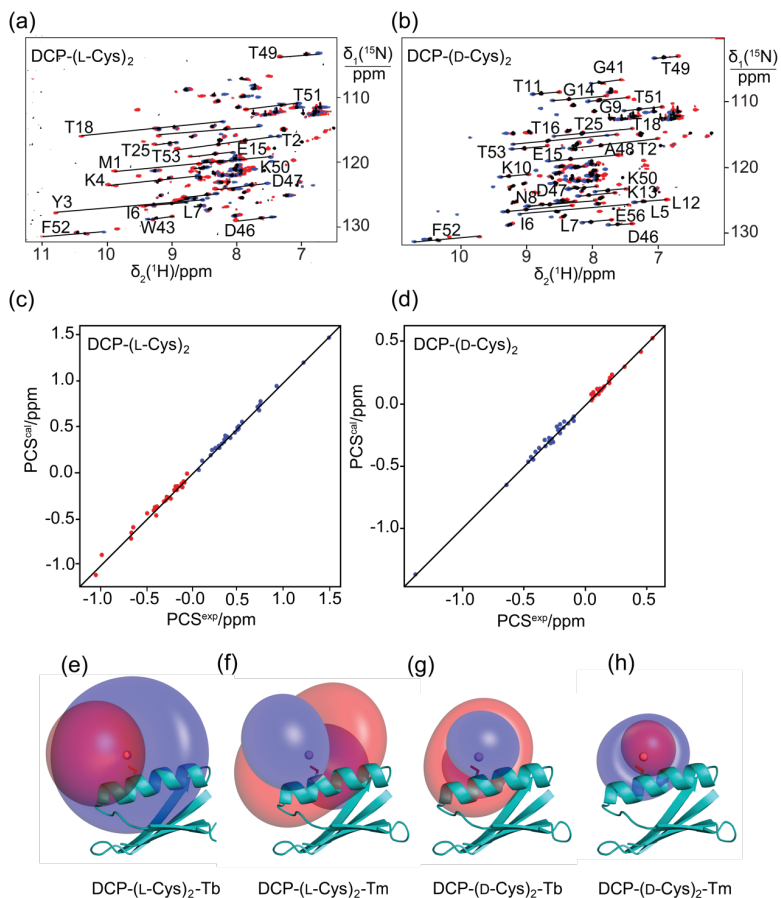 (a)
DCP-(L-Cys)2
T49
T51
T18
T25
T53
E15
T2
M1
K4
K50
D47
Y3
I6
L7
W43
D46
F52
δ1(15N)
ppm
110
120
130
11
10
9
8
7
δ2(1H)/ppm
(b)
DCP-(D-Cys)2
G41
T49
T11
G14
G9
T51
T16
T25
T18
T53
E15
A48
T2
K10
D47
K50
K13
N8
L12
I6
L7
E56
L5
D46
F52
δ1(15N)
ppm
110
120
130
10
9
8
7
δ2(1H)/ppm
(c)
DCP-(L-Cys)2
1.5
1.0
0.5
0.0
-0.5
-1.0
PCScal/ppm
-1.0
-0.5
0.0
0.5
1.0
1.5
PCSexp/ppm
(d)
DCP-(D-Cys)2
0.5
0.0
-0.5
-1.0
PCScal/ppm
-1.0
-0.5
0.0
0.5
PCSexp/ppm
(e)
(f)
(g)
(h)
DCP-(L-Cys)2-Tb
DCP-(L-Cys)2-Tm
DCP-(D-Cys)2-Tb
DCP-(D-Cys)2-Tm